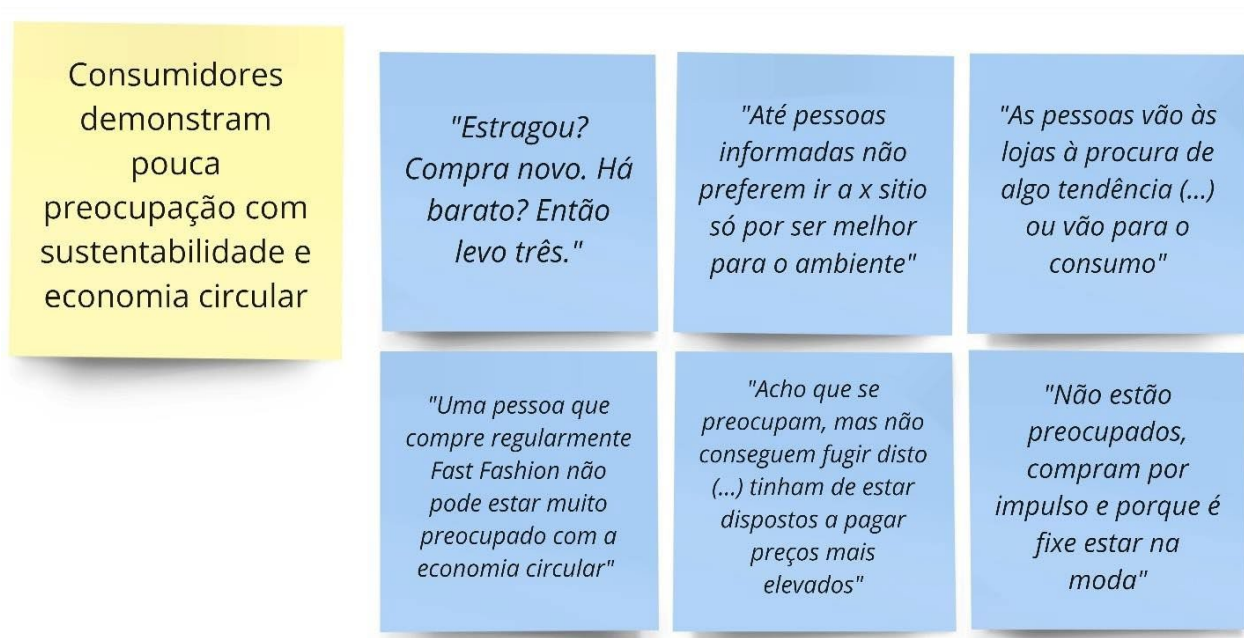 Consumidores
demonstram
pouca
preocupação com
sustentabilidade e
economia circular
"Estragou?
Compra novo. Há
barato? Então
levo três."
"Até pessoas
informadas não
preferem ir a x sitio
só por ser melhor
para o ambiente"
"As pessoas vão às
lojas à procura de
algo tendência (...)
ou vão para o
consumo"
"Uma pessoa que
compre regularmente
Fast Fashion não
pode estar muito
preocupado com a
economia circular"
"Acho que se
preocupam, mas não
conseguem fugir disto
(...) tinham de estar
dispostos a pagar
preços mais
elevados"
"Não estão
preocupados,
compram por
impulso e porque é
fixe estar na
moda"